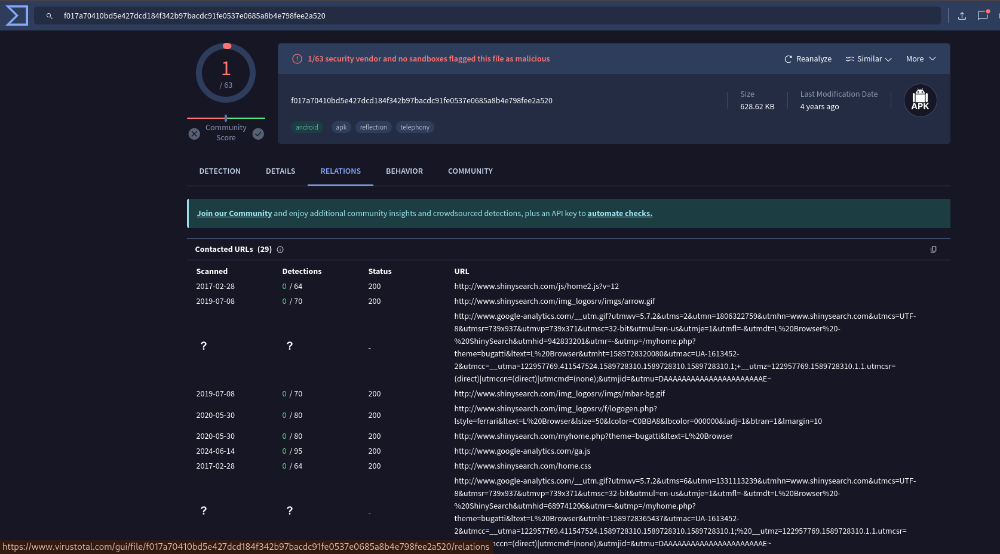 f017a70410bd5e427dcd184f342b97bacdc91fe0537e0685a8b4e798fee2a520
1
/ 63
Community
Score
1/63 security vendor and no sandboxes flagged this file as malicious
Reanalyze
Similar
More
f017a70410bd5e427dcd184f342b97bacdc91fe0537e0685a8b4e798fee2a520
Size
628.62 KB
Last Modification Date
4 years ago
APK
android apk reflection telephony
DETECTION DETAILS RELATIONS BEHAVIOR COMMUNITY
Join our Community and enjoy additional community insights and crowdsourced detections, plus an API key to automate checks.
Contacted URLs (29)
Scanned Detections Status URL
2017-02-28 0 / 64 200 http://www.shinysearch.com/js/home2.js?v=12
2019-07-08 0 / 70 200 http://www.shinysearch.com/img_logosrv/imgs/arrow.gif
http://www.google-analytics.com/__utm.gif?utmwv=5.7.2&utms=2&utmn=1806322759&utmhn=www.shinysearch.com&utmcs=UTF-
8&utmsr=739x937&utmvp=739x371&utmsc=32-bit&utmul=en-us&utmje=1&utmfl=-&utmdt=L%20Browser%20-
? ? - %20ShinySearch&utmhid=942833201&utmr=-&utmp=/myhome.php?
theme=bugatti&ltext=L%20Browser&utmht=1589728320080&utmac=UA-1613452-
2&utmcc=__utma=122957769.411547524.1589728310.1589728310.1589728310.1;+__utmz=122957769.1589728310.1.1.utmcsr=
(direct)|utmccn=(direct)|utmcmd=(none);&utmjid=&utmu=DAAAAAAAAAAAAAAAAAAAAAAE~
2019-07-08 0 / 70 200 http://www.shinysearch.com/img_logosrv/imgs/mbar-bg.gif
2020-05-30 0 / 80 200 http://www.shinysearch.com/img_logosrv/f/logogen.php?
lstyle=ferrari&ltext=L%20Browser&lsize=50&lcolor=C0BBA8&lbcolor=000000&ladj=1&btran=1&lmargin=10
2020-05-30 0 / 80 200 http://www.shinysearch.com/myhome.php?theme=bugatti&ltext=L%20Browser
2024-06-14 0 / 95 200 http://www.google-analytics.com/ga.js
2017-02-28 0 / 64 200 http://www.shinysearch.com/home.css
http://www.google-analytics.com/__utm.gif?utmwv=5.7.2&utms=6&utmn=1331113239&utmhn=www.shinysearch.com&utmcs=UTF-
8&utmsr=739x937&utmvp=739x371&utmsc=32-bit&utmul=en-us&utmje=1&utmfl=-&utmdt=L%20Browser%20-
? ? - %20ShinySearch&utmhid=689741206&utmr=-&utmp=/myhome.php?
theme=bugatti&ltext=L%20Browser&utmht=1589728365437&utmac=UA-1613452-
2&utmcc=__utma=122957769.411547524.1589728310.1589728310.1589728310.1;%20__utmz=122957769.1589728310.1.1.utmcsr=
mccn=(direct)|utmcmd=(none);&utmjid=&utmu=DAAAAAAAAAAAAAAAAAAAAAAE~
https://www.virustotal.com/gui/file/f017a70410bd5e427dcd184f342b97bacdc91fe0537e0685a8b4e798fee2a520/relations